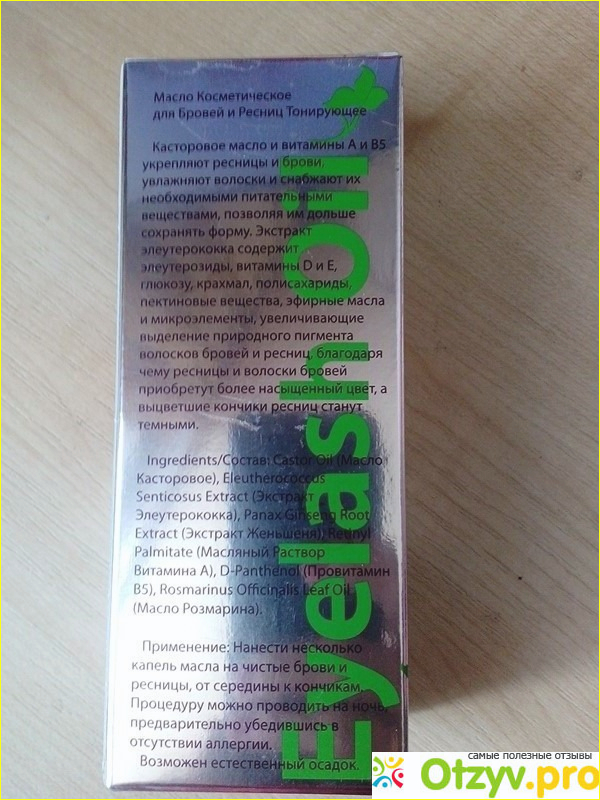 Масло Косметическое
для Бровей и Ресниц Тонирующее
Касторовое масло и витамины А и В5
укрепляют ресницы и брови,
увлажняют волоски и снабжают их
необходимыми питательными
веществами, позволяя им дольше
сохранять форму. Экстракт
элеутерококка содержит
элеутерозиды, витамины D и Е,
глюкозу, крахмал, полисахариды,
пектиновые вещества, эфирные масла
и микроэлементы, увеличивающие
выделение природного пигмента
волосков бровей и ресниц, благодаря
чему ресницы и волоски бровей
приобретут более насыщенный цвет, а
выцветшие кончики ресниц станут
темными.
Ingredients/Состав: Castor Oil (Масло
Касторовое), Eleutherococcus
Senticosus Extract (Экстракт
Элеутерококка), Panax Ginseng Root
Extract (Экстракт Женьшеня), Retinyl
Palmitate (Масляный Раствор
Витамина А), D-Panthenol (Провитамин
В5), Rosmarinus Officinalis Leaf Oil
(Масло Розмарина).
Применение: Нанести несколько
капель масла на чистые брови и
ресницы, от середины к кончикам.
Процедуру можно проводить на ночь,
предварительно убедившись в
отсутствии аллергии.
Возможен естественный осадок.
Eyelash Oil
самые полезные отзывы
Otzyv.pro